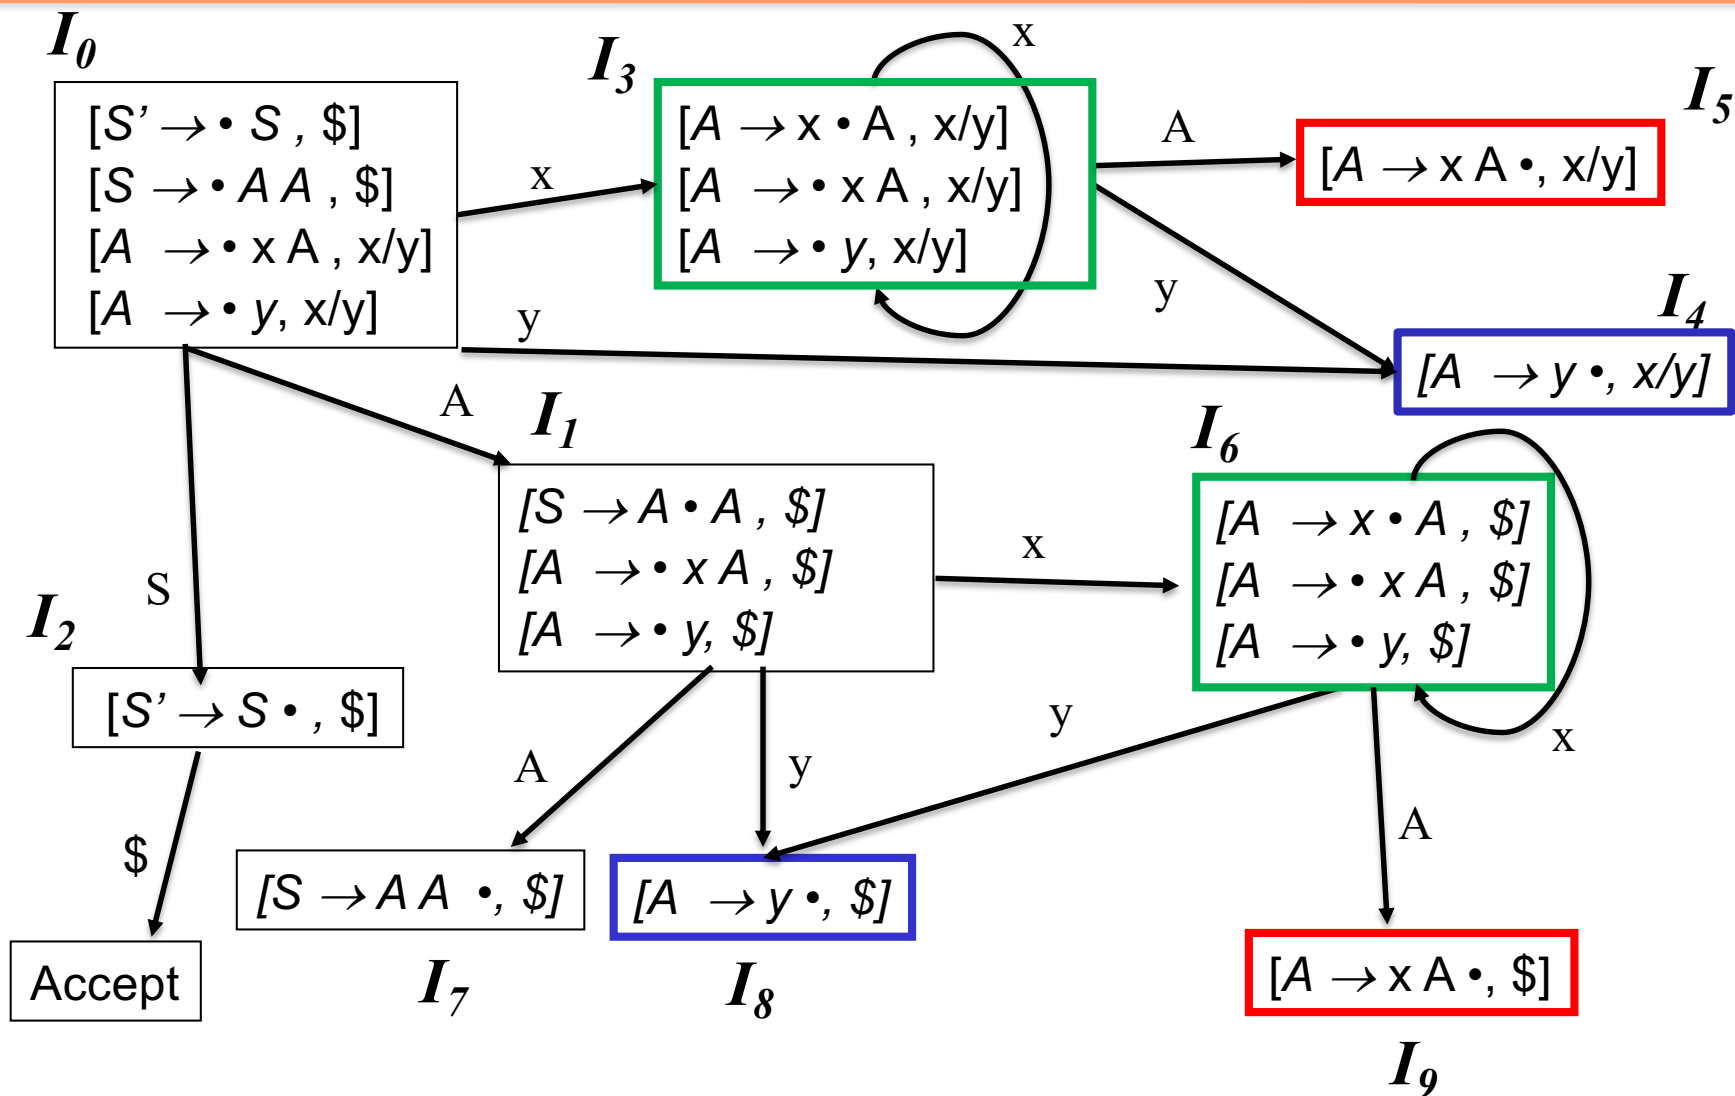 I0
[S’ → • S , $]
[S → • A A , $]
[A → • x A , x/y]
[A → • y, x/y]
x
I3
x
[A → x • A , x/y]
[A → • x A , x/y]
[A → • y, x/y]
A
I5
[A → x A •, x/y]
y
y
I4
[A → y •, x/y]
A
I1
[S → A • A , $]
[A → • x A , $]
[A → • y, $]
x
I6
[A → x • A , $]
[A → • x A , $]
[A → • y, $]
x
S
I2
[S’ → S • , $]
$
Accept
A
y
y
A
[S → A A •, $]
I7
[A → y •, $]
I8
[A → x A •, $]
I9